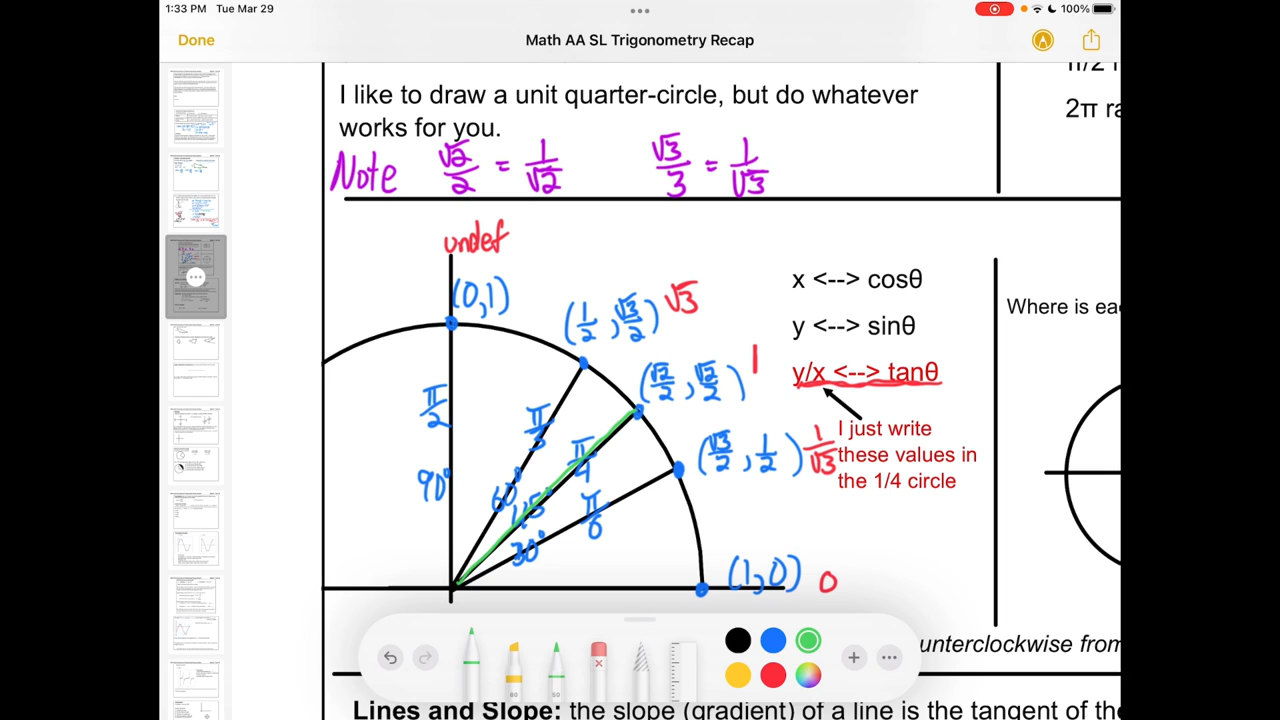 1:33 PM Tue Mar 29
100%
Done
Math AA SL Trigonometry Recap
I like to draw a unit quarter-circle, but do whatever
works for you.
Note √2/2 = 1/√2 √3/3 = 1/√3
2π ra
undef
(0,1)
(1/2, √3/2) √3
(√2/2, √2/2) 1
(√3/2, 1/2) 1/√3
(1,0) 0
π/2
90°
π/3
60°
π/4
45°
π/6
30°
x <--> cosθ
y <--> sinθ
y/x <--> tanθ
I just write
these values in
the 1/4 circle
Where is ea
unterclockwise from
80
50
Lines and Slope: the slope (gradient) of a line is the tangent of the